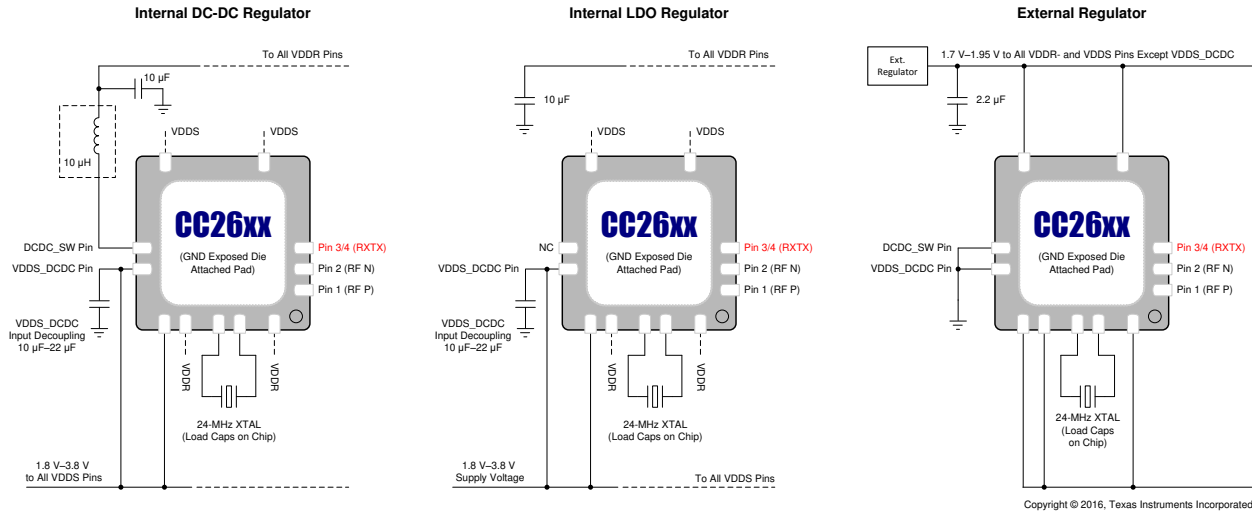 Internal DC-DC Regulator
To All VDDR Pins
10 µF
10 µH
VDDS
VDDS
CC26xx
(GND Exposed Die
Attached Pad)
DCDC_SW Pin
VDDS_DCDC Pin
Pin 3/4 (RXTX)
Pin 2 (RF N)
Pin 1 (RF P)
VDDS_DCDC
Input Decoupling
10 µF–22 µF
VDDR
VDDR
24-MHz XTAL
(Load Caps on Chip)
1.8 V–3.8 V
to All VDDS Pins
Internal LDO Regulator
To All VDDR Pins
10 µF
VDDS
VDDS
CC26xx
(GND Exposed Die
Attached Pad)
NC
VDDS_DCDC Pin
Pin 3/4 (RXTX)
Pin 2 (RF N)
Pin 1 (RF P)
VDDS_DCDC
Input Decoupling
10 µF–22 µF
VDDR
VDDR
24-MHz XTAL
(Load Caps on Chip)
1.8 V–3.8 V
Supply Voltage
To All VDDS Pins
External Regulator
Ext.
Regulator
1.7 V–1.95 V to All VDDR- and VDDS Pins Except VDDS_DCDC
2.2 µF
CC26xx
(GND Exposed Die
Attached Pad)
DCDC_SW Pin
VDDS_DCDC Pin
Pin 3/4 (RXTX)
Pin 2 (RF N)
Pin 1 (RF P)
24-MHz XTAL
(Load Caps
on Chip)
Copyright © 2016, Texas Instruments Incorporated